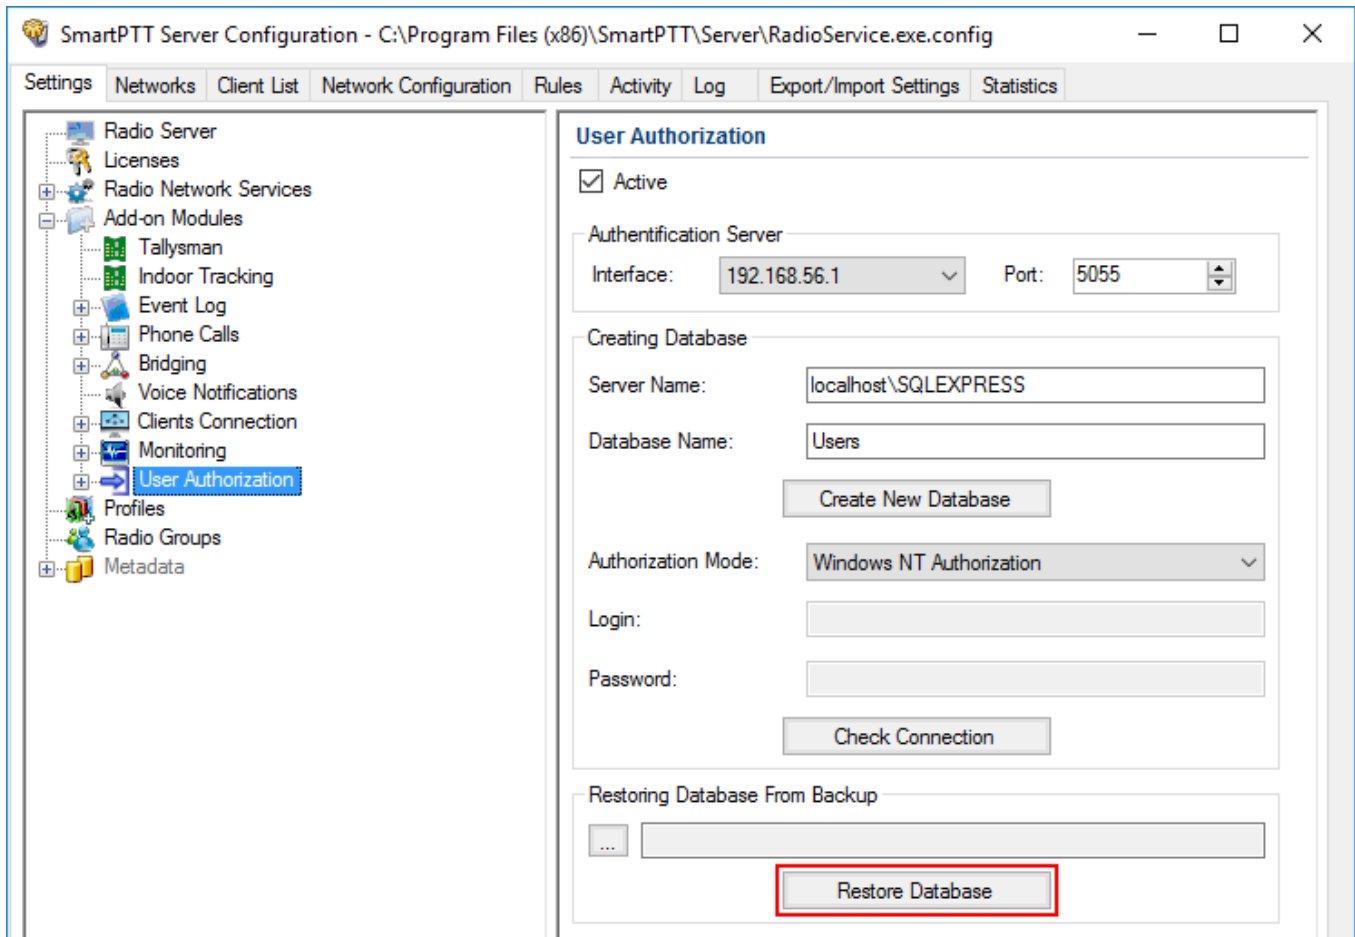 SmartPTT Server Configuration - C:\Program Files (x86)\SmartPTT\Server\RadioService.exe.config
Settings Networks Client List Network Configuration Rules Activity Log Export/Import Settings Statistics
Radio Server
Licenses
Radio Network Services
Add-on Modules
Tallysman
Indoor Tracking
Event Log
Phone Calls
Bridging
Voice Notifications
Clients Connection
Monitoring
User Authorization
Profiles
Radio Groups
Metadata
User Authorization
Active
Authentification Server
Interface: 192.168.56.1 Port: 5055
Creating Database
Server Name: localhost\SQLEXPRESS
Database Name: Users
Create New Database
Authorization Mode: Windows NT Authorization
Login:
Password:
Check Connection
Restoring Database From Backup
...
Restore Database